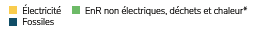 Électricité EnR non électriques, déchets et chaleur*
Fossiles